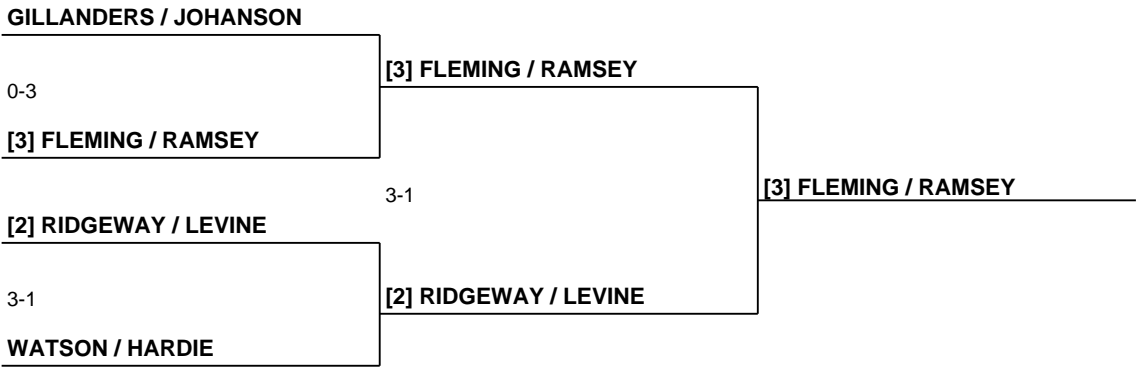 GILLANDERS / JOHANSON
[3] FLEMING / RAMSEY
0-3
[3] FLEMING / RAMSEY
[3] FLEMING / RAMSEY
3-1
[2] RIDGEWAY / LEVINE
[2] RIDGEWAY / LEVINE
3-1
WATSON / HARDIE